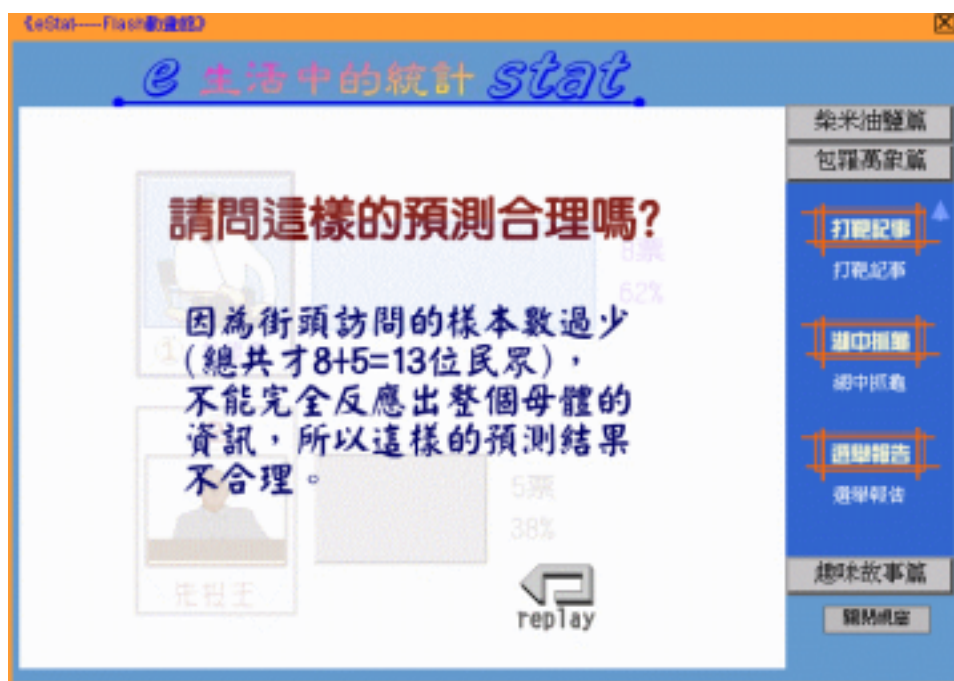 《eStat-----Flash動畫館》
e 生活中的統計 stat
請問這樣的預測合理嗎?
8票
62%
因為街頭訪問的樣本數過少
(總共才8+5=13位民眾),
不能完全反應出整個母體的
資訊,所以這樣的預測結果
不合理。
5票
38%
replay
柴米油鹽篇
包羅萬象篇
打靶記事
打靶記事
選舉報告
選舉報告
趣味故事篇